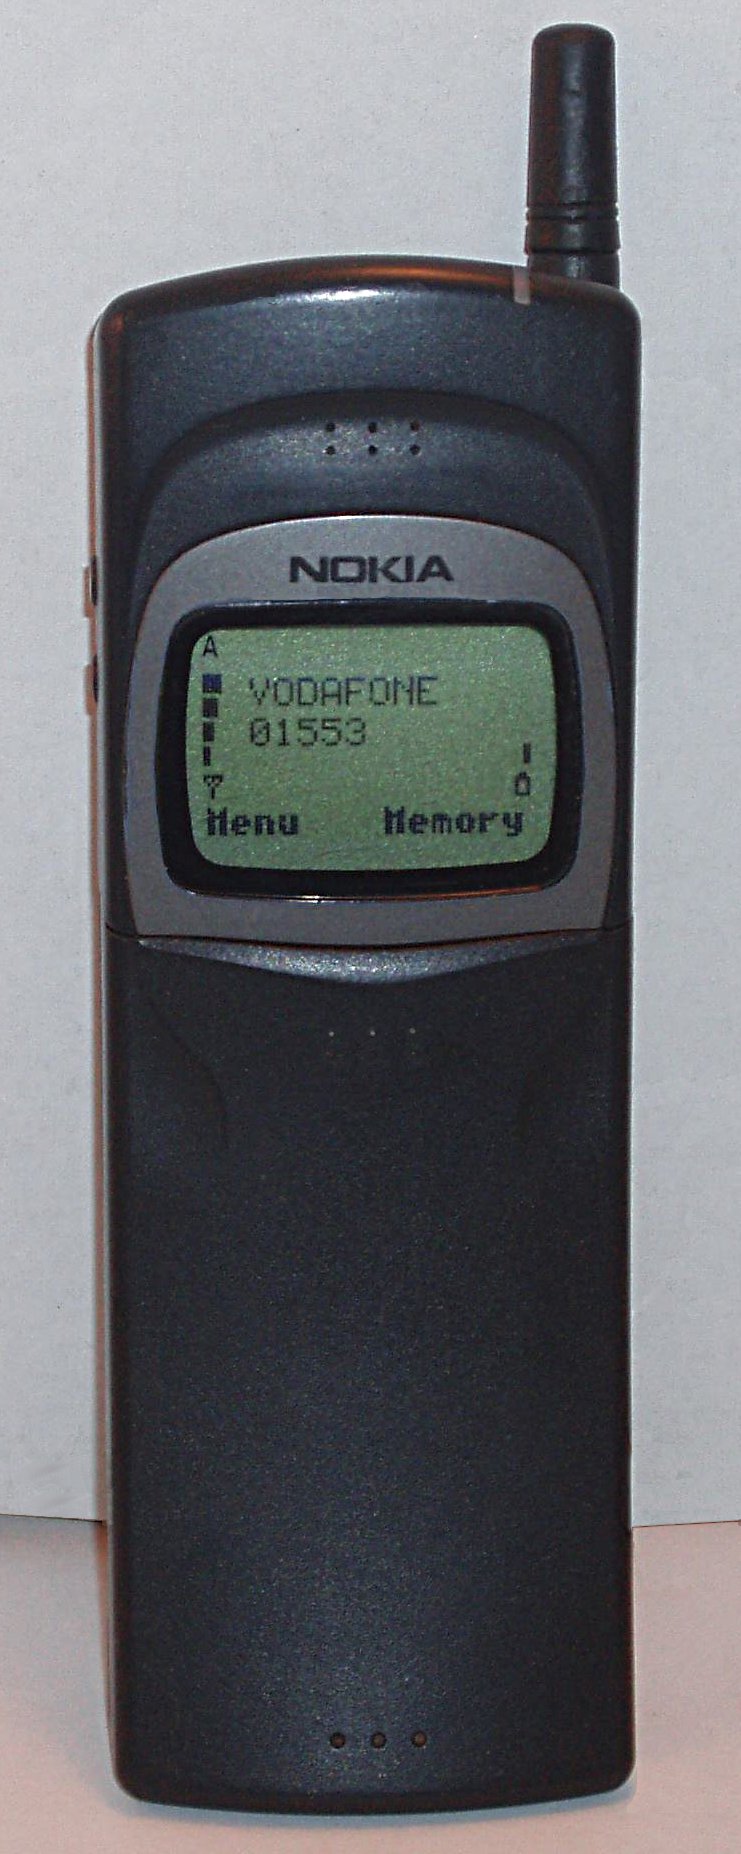 NOKIA
A
VODAFONE
01553
Menu Memory